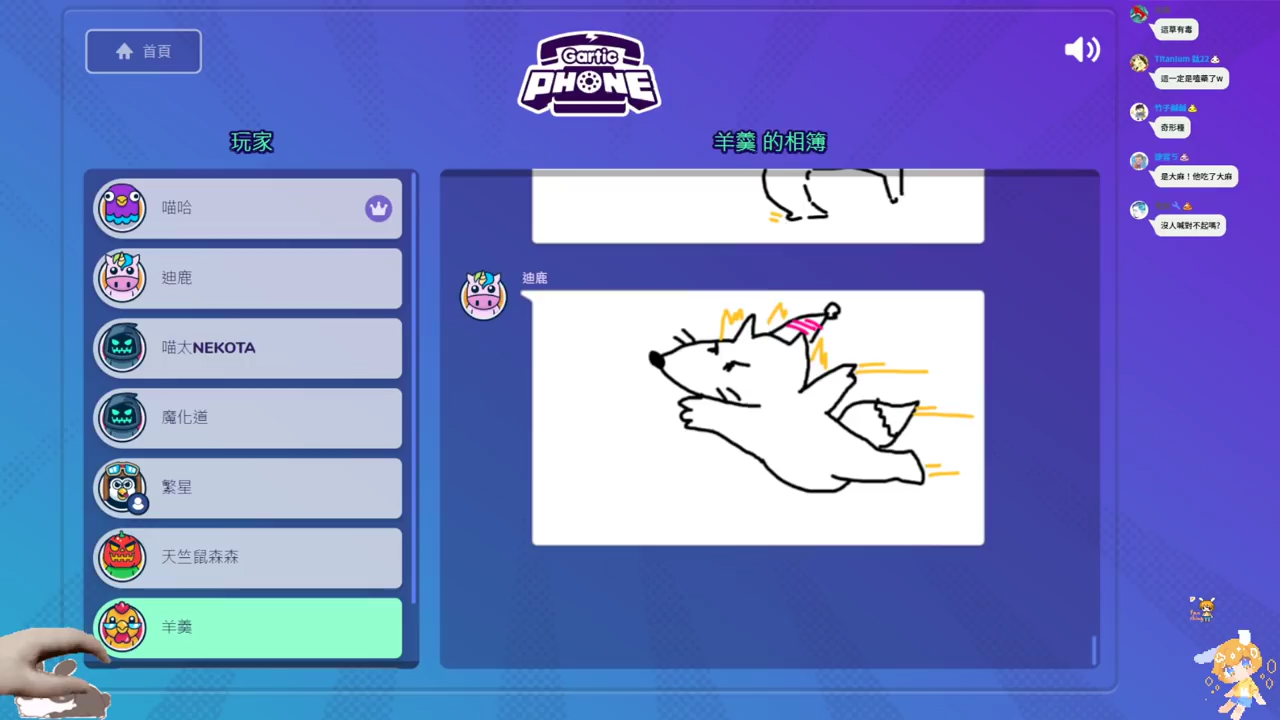 首頁
Gartic
PHONE
玩家
喵哈
迪鹿
喵太NEKOTA
魔化道
繁星
天竺鼠森森
羊羹
羊羹 的相簿
迪鹿
這草有毒
Titanium 鈦22
這一定是嗑藥了w
奇形種
是大麻！他吃了大麻
沒人喊對不起嗎?